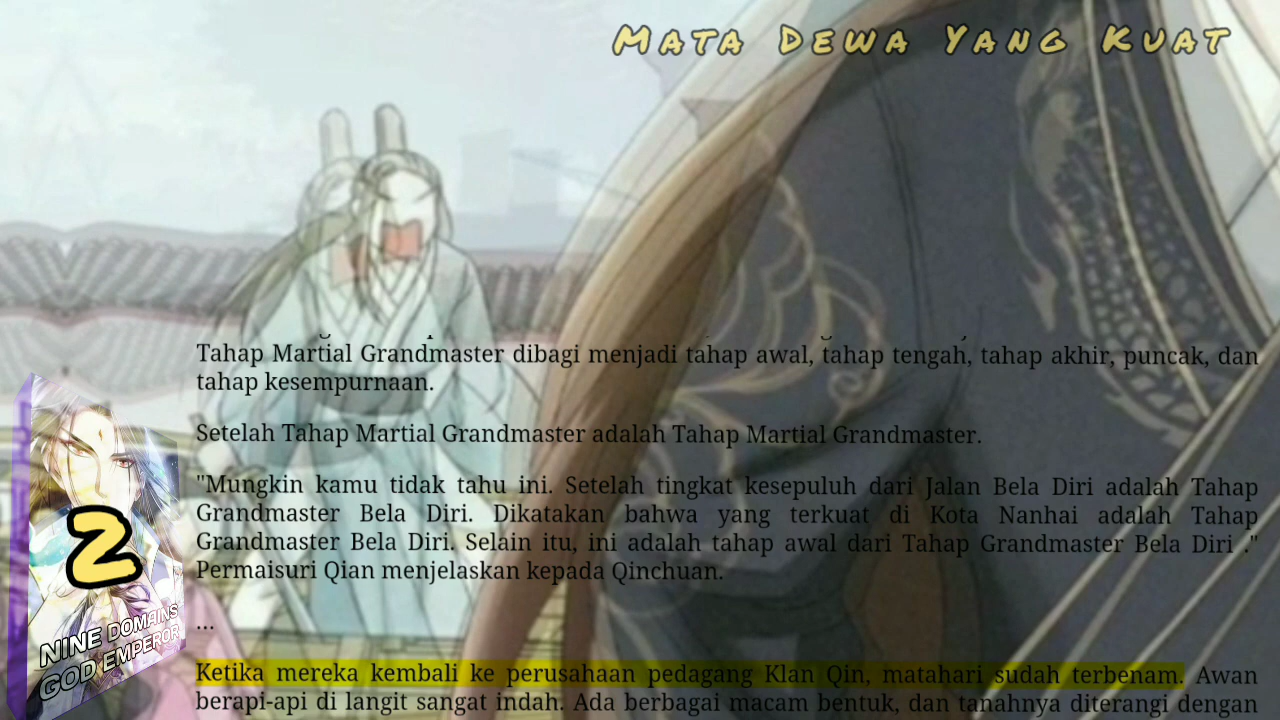 MATA DEWA YANG KUAT
Tahap Martial Grandmaster dibagi menjadi tahap awal, tahap tengah, tahap akhir, puncak, dan
tahap kesempurnaan.
Setelah Tahap Martial Grandmaster adalah Tahap Martial Grandmaster.
"Mungkin kamu tidak tahu ini. Setelah tingkat kesepuluh dari Jalan Bela Diri adalah Tahap
Grandmaster Bela Diri. Dikatakan bahwa yang terkuat di Kota Nanhai adalah Tahap
Grandmaster Bela Diri. Selain itu, ini adalah tahap awal dari Tahap Grandmaster Bela Diri ."
Permaisuri Qian menjelaskan kepada Qinchuan.
...
Ketika mereka kembali ke perusahaan pedagang Klan Qin, matahari sudah terbenam. Awan
berapi-api di langit sangat indah. Ada berbagai macam bentuk, dan tanahnya diterangi dengan
2
NINE DOMAINS
GOD EMPEROR